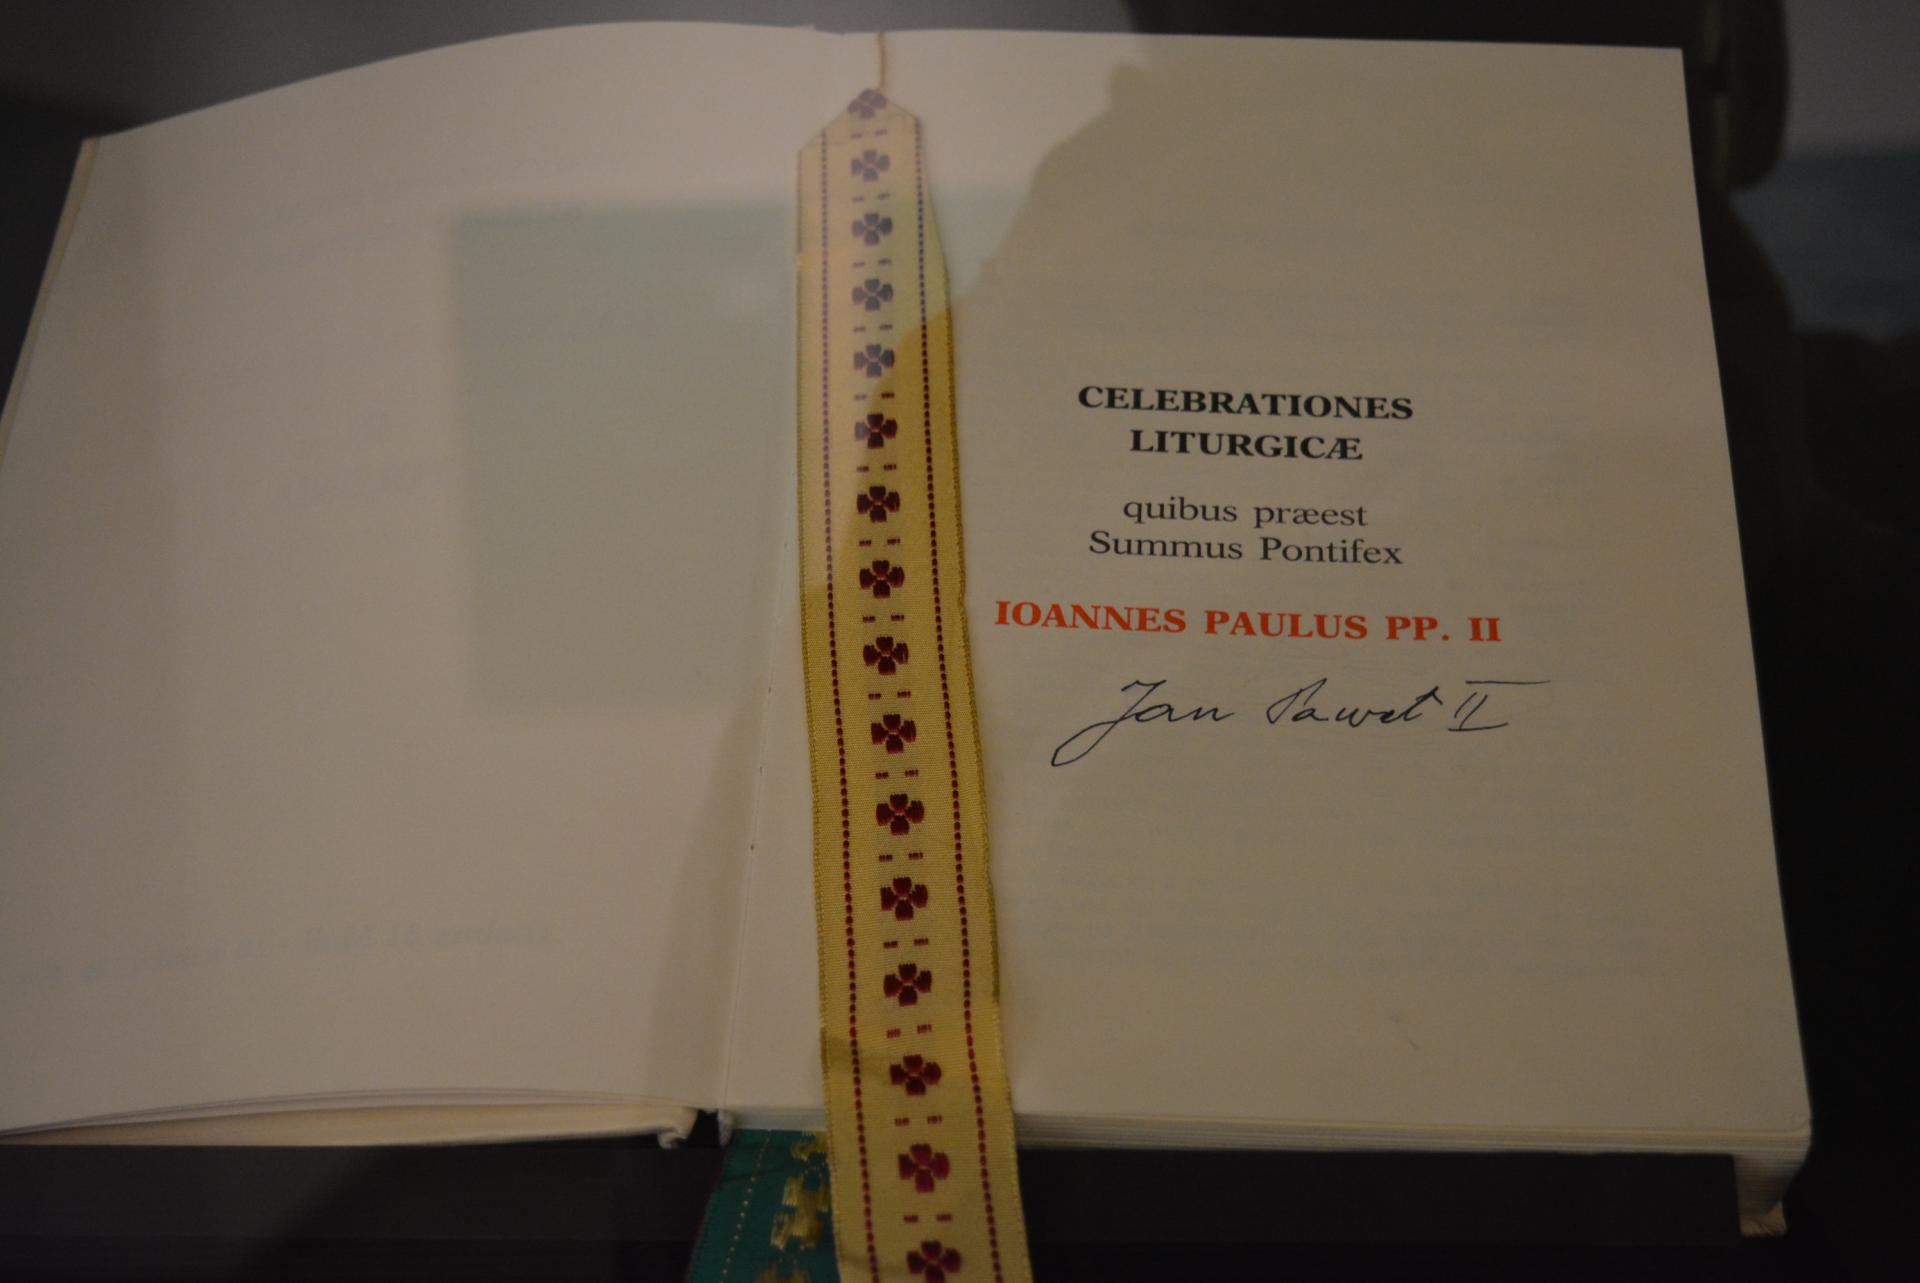 CELEBRATIONES
LITURGICÆ
quibus præest
Summus Pontifex
IOANNES PAULUS PP. II
Jan Paweł II